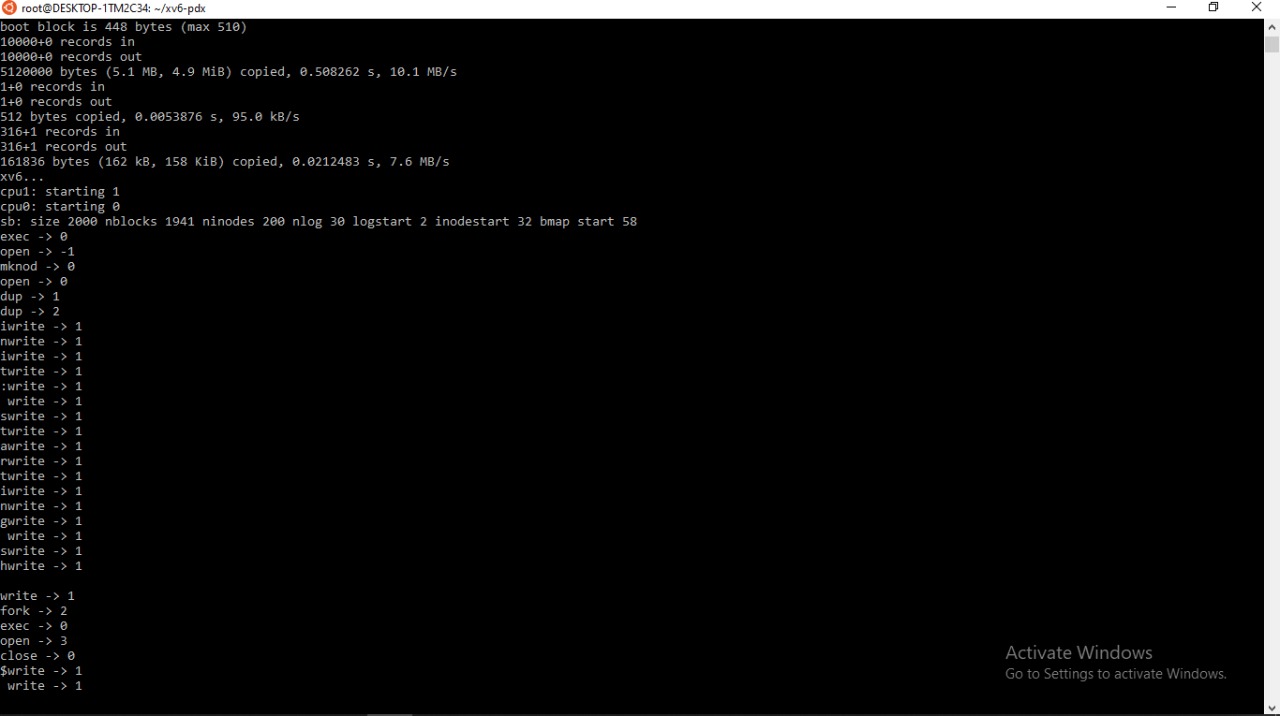 root@DESKTOP-1TM2C34: ~/xv6-pdx
boot block is 448 bytes (max 510)
10000+0 records in
10000+0 records out
5120000 bytes (5.1 MB, 4.9 MiB) copied, 0.508262 s, 10.1 MB/s
1+0 records in
1+0 records out
512 bytes copied, 0.0053876 s, 95.0 kB/s
316+1 records in
316+1 records out
161836 bytes (162 kB, 158 KiB) copied, 0.0212483 s, 7.6 MB/s
xv6...
cpu1: starting 1
cpu0: starting 0
sb: size 2000 nblocks 1941 ninodes 200 nlog 30 logstart 2 inodestart 32 bmap start 58
exec -> 0
open -> -1
mknod -> 0
open -> 0
dup -> 1
dup -> 2
iwrite -> 1
nwrite -> 1
iwrite -> 1
twrite -> 1
:write -> 1
 write -> 1
swrite -> 1
twrite -> 1
awrite -> 1
rwrite -> 1
twrite -> 1
iwrite -> 1
nwrite -> 1
gwrite -> 1
 write -> 1
swrite -> 1
hwrite -> 1

write -> 1
fork -> 2
exec -> 0
open -> 3
close -> 0
$write -> 1
 write -> 1
Activate Windows
Go to Settings to activate Windows.